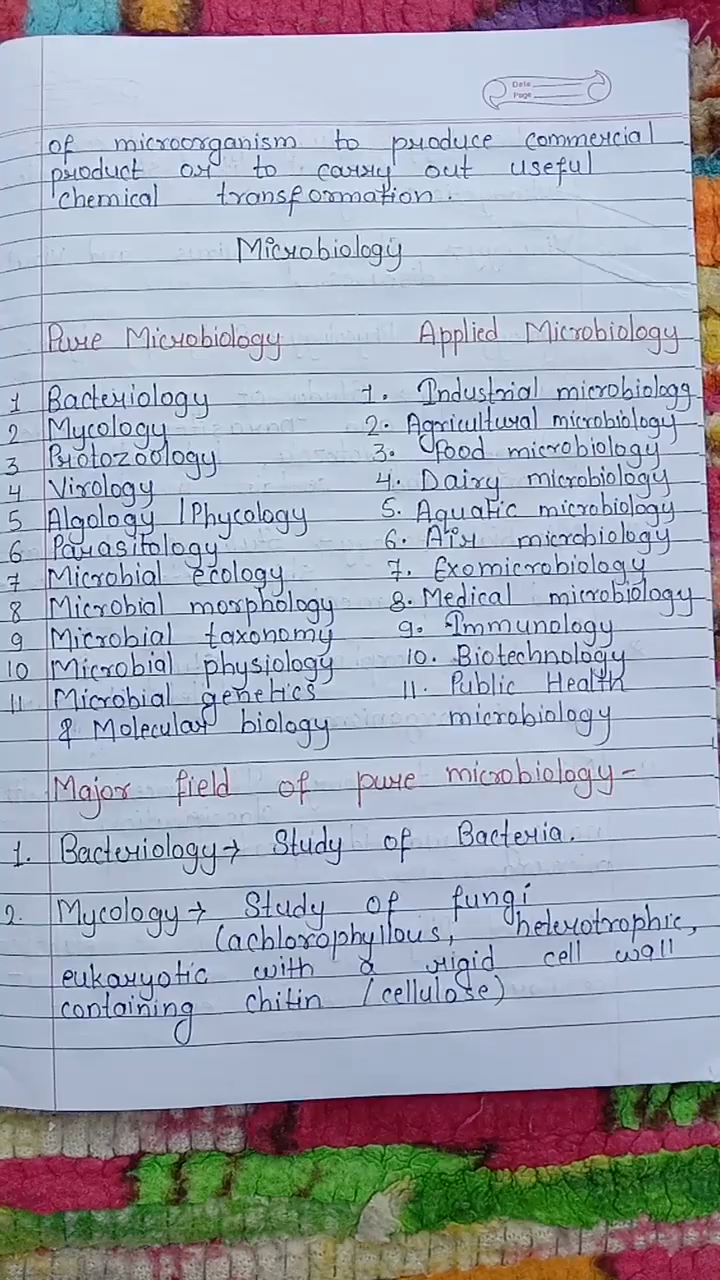 Date
Page
of microorganism to produce commercial
product or to carry out useful
chemical transformation.
Microbiology
Pure Microbiology Applied Microbiology
1 Bacteriology 1. Industrial microbiology
2 Mycology 2. Agricultural microbiology
3 Protozoology 3. food microbiology
4 Virology 4. Dairy microbiology
5 Algology / Phycology 5. Aquatic microbiology
6 Parasitology 6. Air microbiology
7 Microbial ecology 7. Exomicrobiology
8 Microbial morphology 8. Medical microbiology
9 Microbial taxonomy 9. Immunology
10 Microbial physiology 10. Biotechnology
11 Microbial genetics 11. Public Health
& Molecular biology microbiology
Major field of pure microbiology -
1. Bacteriology → Study of Bacteria.
2. Mycology → Study of fungi
(achlorophyllous, heterotrophic,
eukaryotic with a rigid cell wall
containing chitin (cellulose)